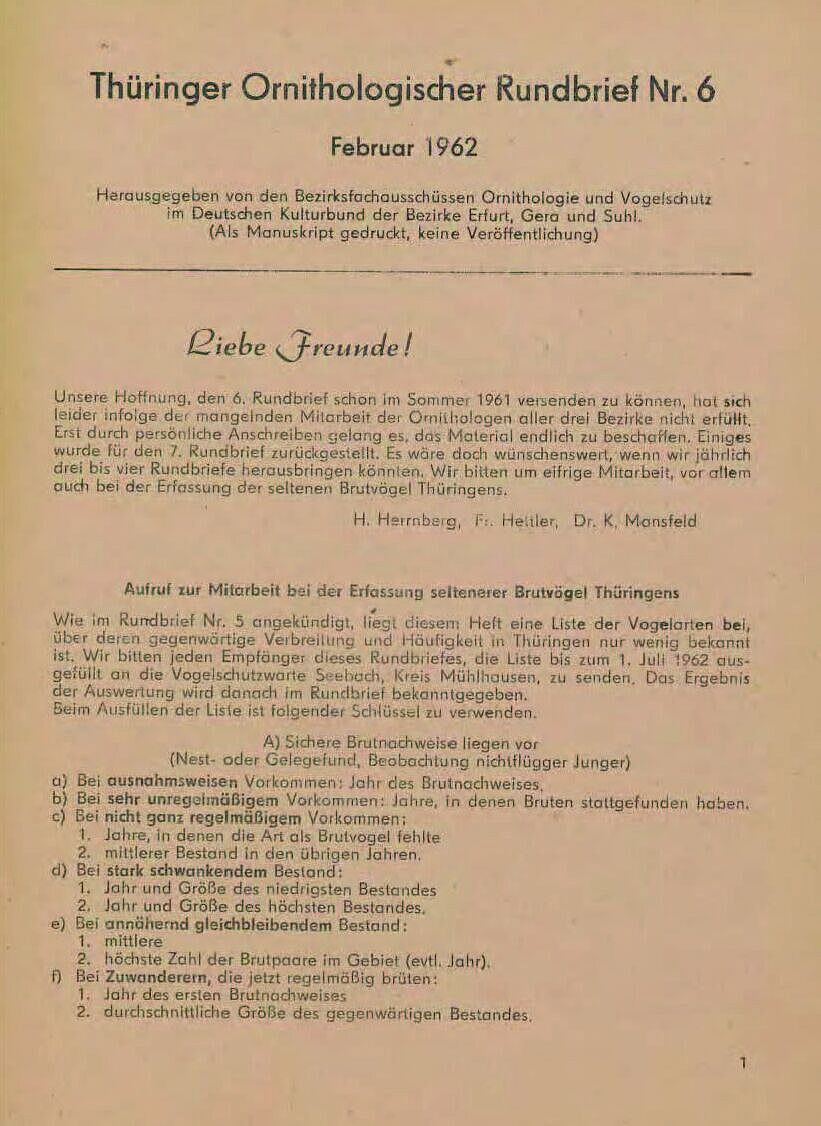 Thüringer Ornithologischer Rundbrief Nr. 6
Februar 1962
Herausgegeben von den Bezirksfachausschüssen Ornithologie und Vogelschutz
im Deutschen Kulturbund der Bezirke Erfurt, Gera und Suhl.
(Als Manuskript gedruckt, keine Veröffentlichung)
Liebe Freunde!
Unsere Hoffnung, den 6. Rundbrief schon im Sommer 1961 versenden zu können, hat sich
leider infolge der mangelnden Mitarbeit der Ornithologen aller drei Bezirke nicht erfüllt.
Erst durch persönliche Anschreiben gelang es, das Material endlich zu beschaffen. Einiges
wurde für den 7. Rundbrief zurückgestellt. Es wäre doch wünschenswert, wenn wir jährlich
drei bis vier Rundbriefe herausbringen könnten. Wir bitten um eifrige Mitarbeit, vor allem
auch bei der Erfassung der seltenen Brutvögel Thüringens.
H. Herrnberg, Fr. Hettler, Dr. K. Mansfeld
Aufruf zur Mitarbeit bei der Erfassung seltenerer Brutvögel Thüringens
Wie im Rundbrief Nr. 5 angekündigt, liegt diesem Heft eine Liste der Vogelarten bei,
über deren gegenwärtige Verbreitung und Häufigkeit in Thüringen nur wenig bekannt
ist. Wir bitten jeden Empfänger dieses Rundbriefes, die Liste bis zum 1. Juli 1962 aus-
gefüllt an die Vogelschutzwarte Seebach, Kreis Mühlhausen, zu senden. Das Ergebnis
der Auswertung wird danach im Rundbrief bekanntgegeben.
Beim Ausfüllen der Liste ist folgender Schlüssel zu verwenden.
A) Sichere Brutnachweise liegen vor
(Nest- oder Gelegefund, Beobachtung nichtflügger Junger)
a) Bei ausnahmsweisen Vorkommen: Jahr des Brutnachweises.
b) Bei sehr unregelmäßigem Vorkommen: Jahre, in denen Bruten stattgefunden haben.
c) Bei nicht ganz regelmäßigem Vorkommen:
1. Jahre, in denen die Art als Brutvogel fehlte
2. mittlerer Bestand in den übrigen Jahren.
d) Bei stark schwankendem Bestand:
1. Jahr und Größe des niedrigsten Bestandes
2. Jahr und Größe des höchsten Bestandes.
e) Bei annähernd gleichbleibendem Bestand:
1. mittlere
2. höchste Zahl der Brutpaare im Gebiet (evtl. Jahr).
f) Bei Zuwanderern, die jetzt regelmäßig brüten:
1. Jahr des ersten Brutnachweises
2. durchschnittliche Größe des gegenwärtigen Bestandes.
1